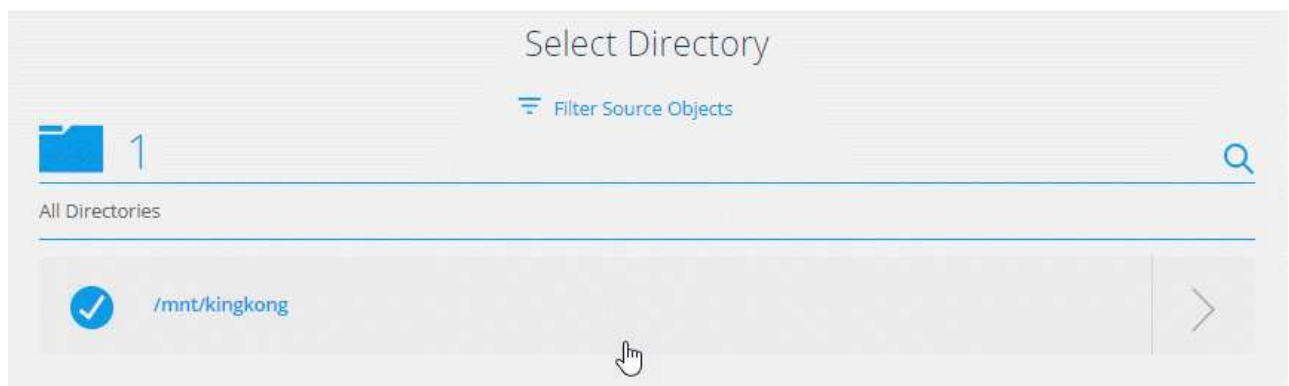 Select Directory
Filter Source Objects
1
All Directories
/mnt/kingkong